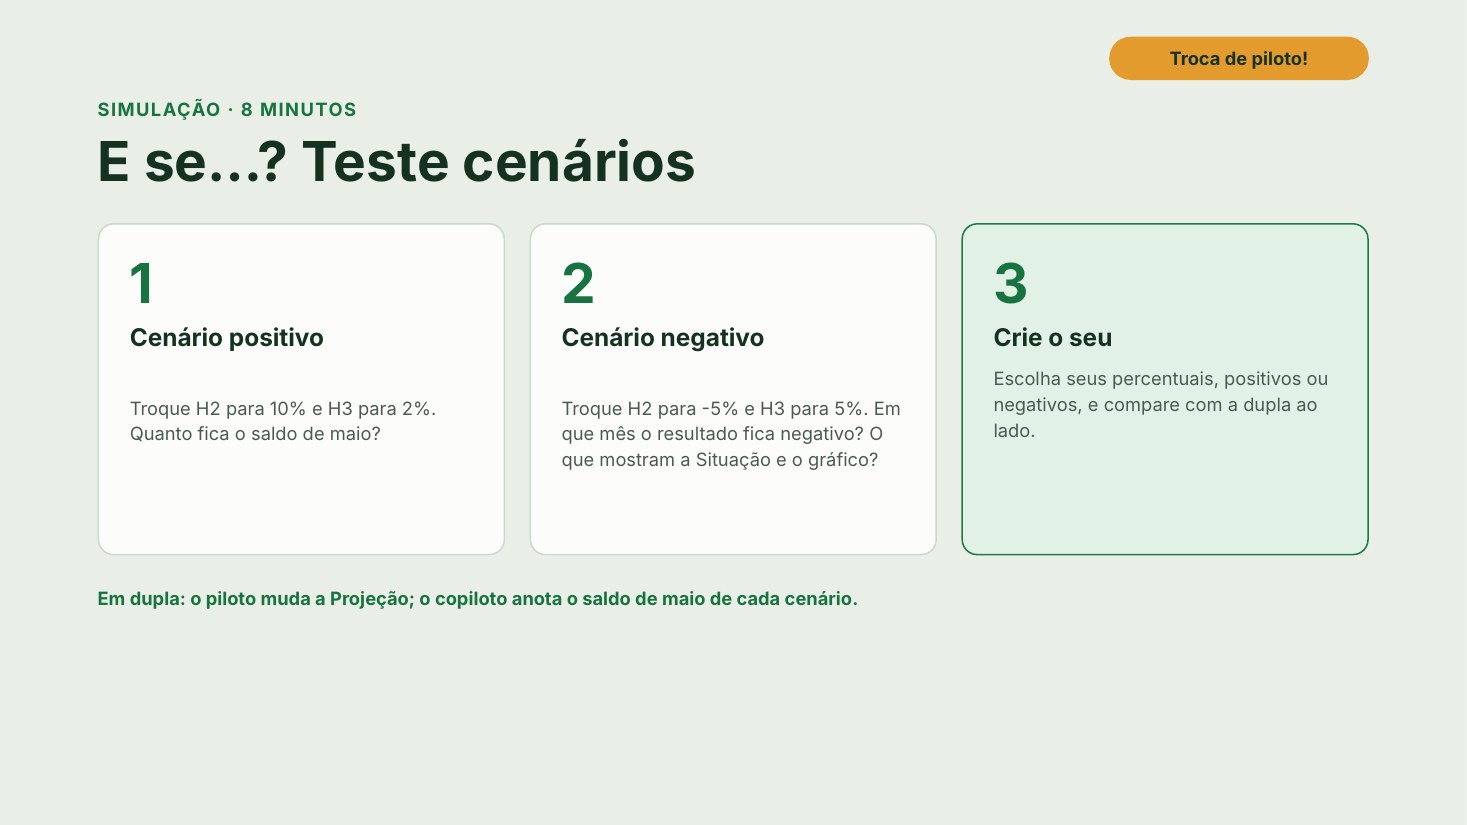 Troca de piloto!
SIMULAÇÃO · 8 MINUTOS
E se...? Teste cenários
1
Cenário positivo
Troque H2 para 10% e H3 para 2%.
Quanto fica o saldo de maio?
2
Cenário negativo
Troque H2 para -5% e H3 para 5%. Em
que mês o resultado fica negativo? O
que mostram a Situação e o gráfico?
3
Crie o seu
Escolha seus percentuais, positivos ou
negativos, e compare com a dupla ao
lado.
Em dupla: o piloto muda a Projeção; o copiloto anota o saldo de maio de cada cenário.